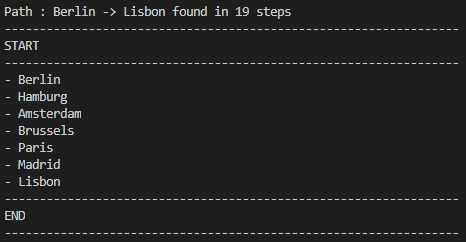 Path : Berlin -> Lisbon found in 19 steps
-----------------------------------------------------------------
START
-----------------------------------------------------------------
- Berlin
- Hamburg
- Amsterdam
- Brussels
- Paris
- Madrid
- Lisbon
-----------------------------------------------------------------
END
-----------------------------------------------------------------